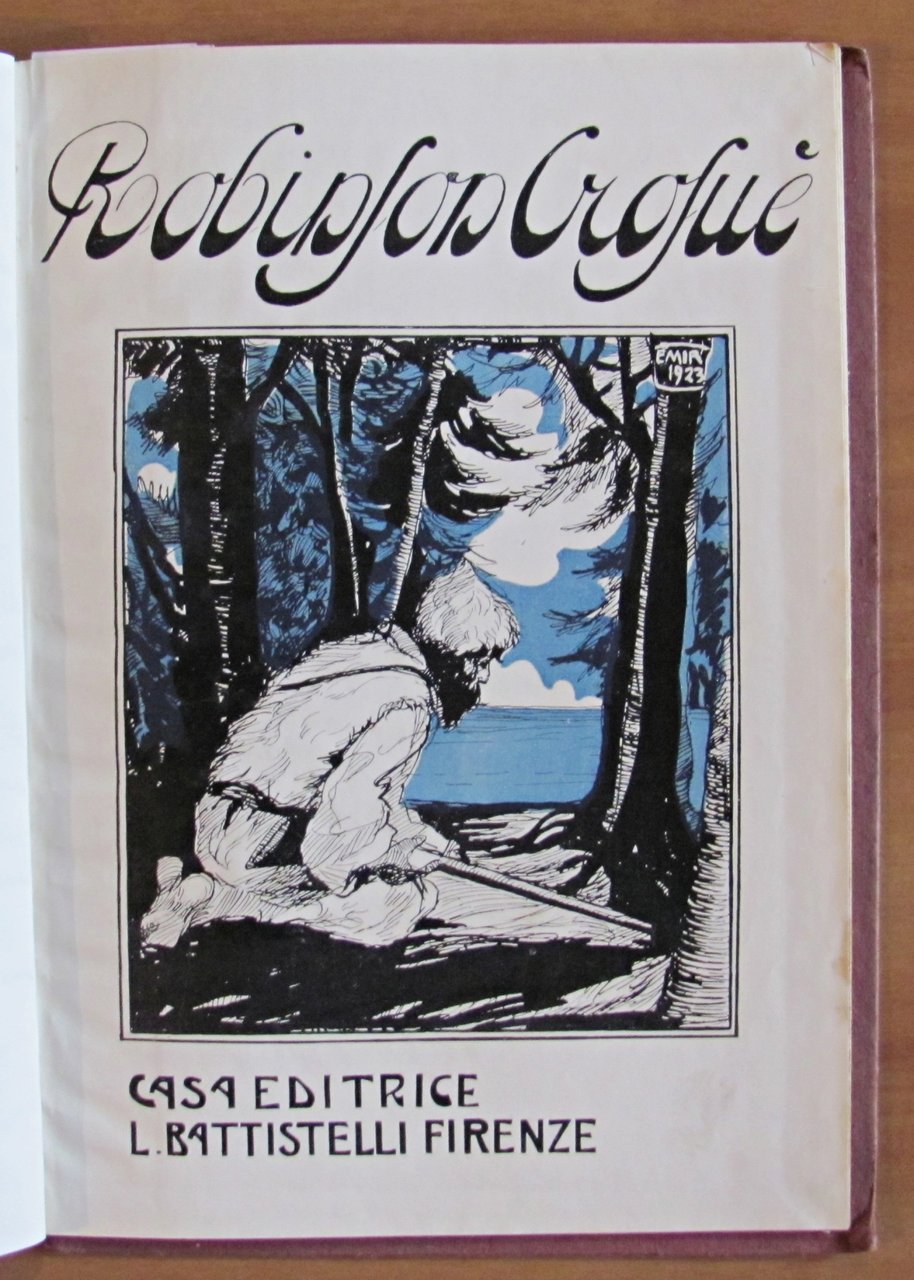 Robinson Crosuè
EMIR
1923
CASA EDITRICE
L. BATTISTELLI FIRENZE